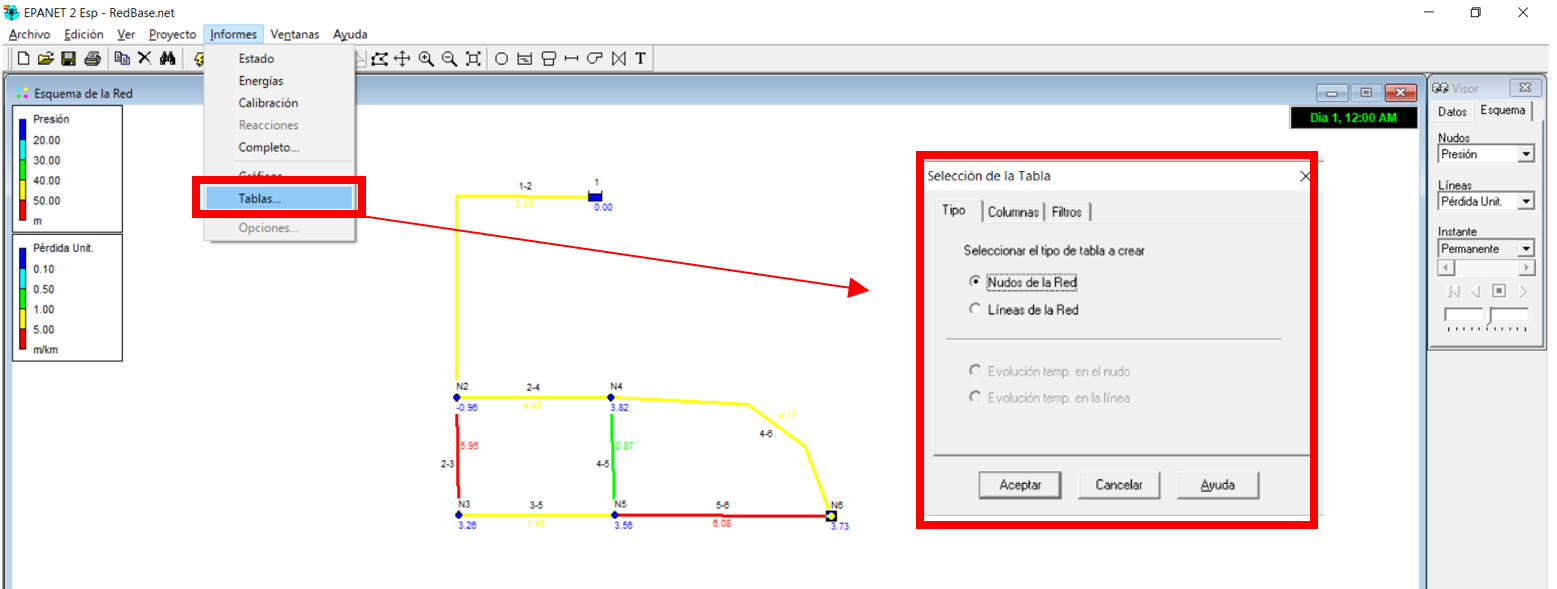 EPANET 2 Esp - RedBase.net
Archivo Edición Ver Proyecto Informes Ventanas Ayuda
T
Estado
Energías
Calibración
Reacciones
Completo...
Gráficos...
Tablas...
Opciones...
Esquema de la Red
Presión
20.00
30.00
40.00
50.00
m
Pérdida Unit.
0.10
0.50
1.00
5.00
m/km
Día 1, 12:00 AM
1-2
1
2.95
0.00
N2
2-4
N4
-0.96
4.45
3.82
4.17
4-6
5.95
0.87
2-3
4-5
N3
3-5
N5
5-6
N6
3.26
1.40
3.56
6.08
3.73
Selección de la Tabla
Tipo
Columnas
Filtros
Seleccionar el tipo de tabla a crear
Nudos de la Red
Líneas de la Red
Evolución temp. en el nudo
Evolución temp. en la línea
Aceptar
Cancelar
Ayuda
Visor
Datos
Esquema
Nudos
Presión
Líneas
Pérdida Unit.
Instante
Permanente